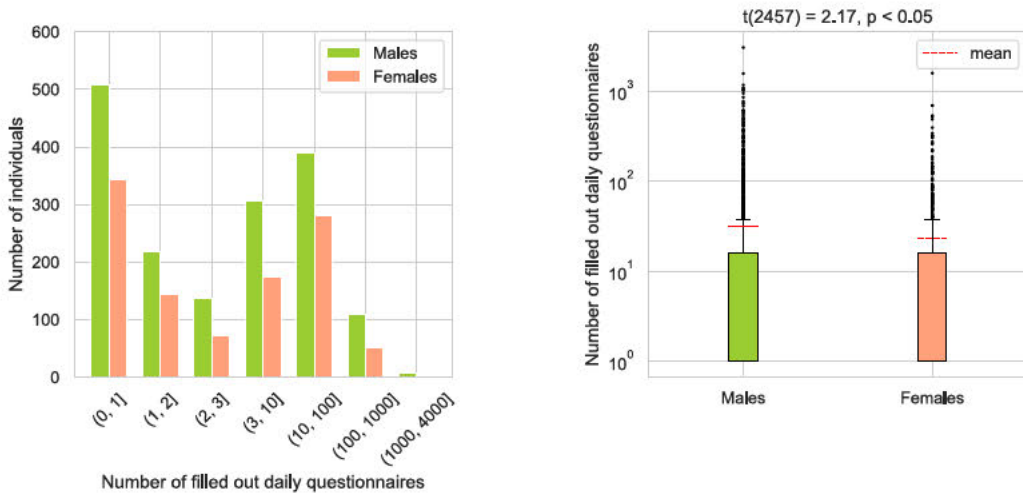 600
500
400
300
200
100
0
Number of individuals
Males
Females
(0, 1]
(1, 2]
(2, 3]
(3, 10]
(10, 100]
(100, 1000]
(1000, 4000]
Number of filled out daily questionnaires
t(2457) = 2.17, p < 0.05
mean
Number of filled out daily questionnaires
10³
10²
10¹
10⁰
Males
Females